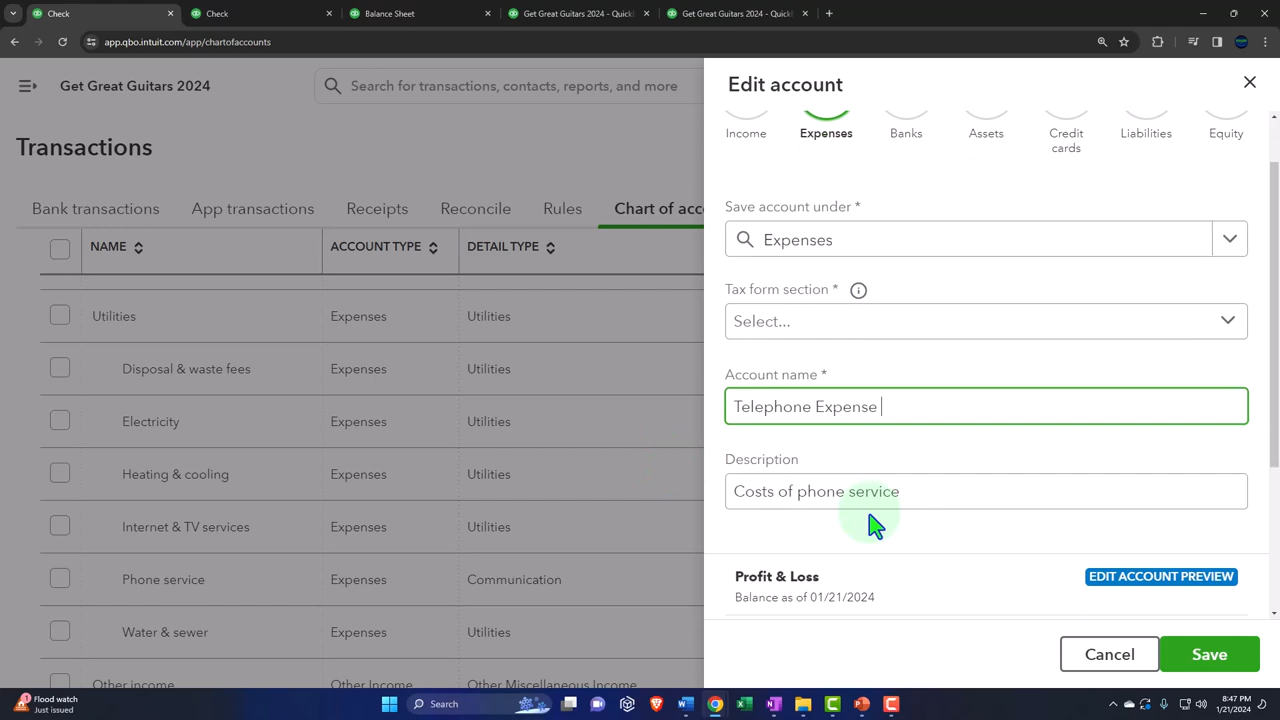 Check
Check
Balance Sheet
Get Great Guitars 2024 - Quick
Get Great Guitars 2024 - Quick
app.qbo.intuit.com/app/chartofaccounts
Get Great Guitars 2024
Search for transactions, contacts, reports, and more
Transactions
Bank transactions
App transactions
Receipts
Reconcile
Rules
Chart of acco
NAME
ACCOUNT TYPE
DETAIL TYPE
Utilities
Expenses
Utilities
Disposal & waste fees
Expenses
Utilities
Electricity
Expenses
Utilities
Heating & cooling
Expenses
Utilities
Internet & TV services
Expenses
Utilities
Phone service
Expenses
Communication
Water & sewer
Expenses
Utilities
Other income
Other Income
Other Miscellaneous Income
Edit account
Income
Expenses
Banks
Assets
Credit
cards
Liabilities
Equity
Save account under *
Expenses
Tax form section *
Select...
Account name *
Telephone Expense
Description
Costs of phone service
Profit & Loss
EDIT ACCOUNT PREVIEW
Balance as of 01/21/2024
Cancel
Save
Flood watch
Just issued
Search
8:47 PM
1/21/2024